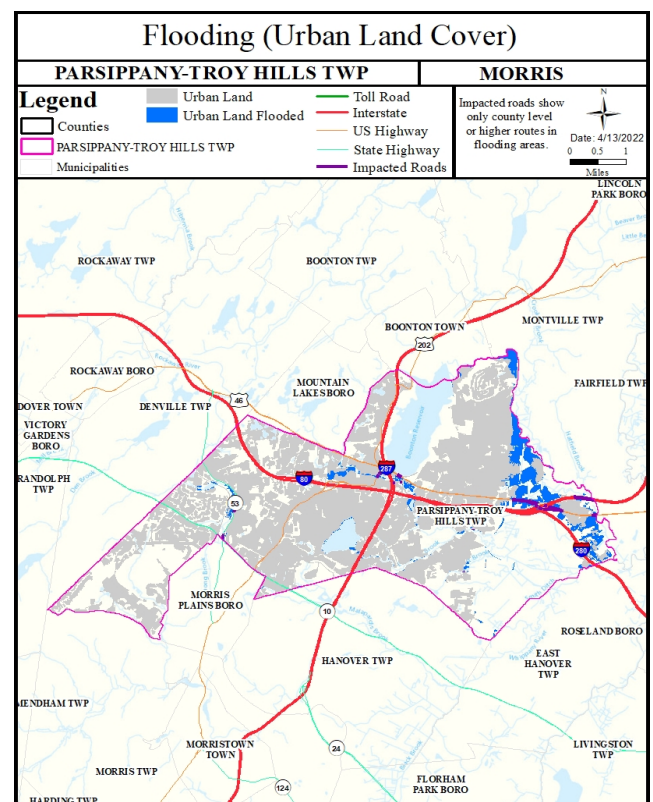 Flooding (Urban Land Cover)
PARSIPPANY-TROY HILLS TWP
MORRIS
Legend
Counties
PARSIPPANY-TROY HILLS TWP
Municipalities
Urban Land
Urban Land Flooded
Toll Road
Interstate
US Highway
State Highway
Impacted Roads
Impacted roads show
only county level
or higher routes in
flooding areas.
N
Date: 4/13/2022
0 0.5 1
Miles
LINCOLN
PARK BORO
ROCKAWAY TWP
BOONTON TWP
BOONTON TOWN
MONTVILLE TWP
202
ROCKAWAY BORO
MOUNTAIN
LAKES BORO
FAIRFIELD TWP
46
DOVER TOWN
DENVILLE TWP
VICTORY
GARDENS
BORO
Boonton Reservoir
287
RANDOLPH
TWP
80
53
PARSIPPANY-TROY
HILLS TWP
280
MORRIS
PLAINS BORO
10
ROSELAND BORO
HANOVER TWP
EAST
HANOVER
TWP
MENDHAM TWP
MORRISTOWN
TOWN
24
LIVINGSTON
TWP
MORRIS TWP
124
FLORHAM
PARK BORO
HARDING TWP